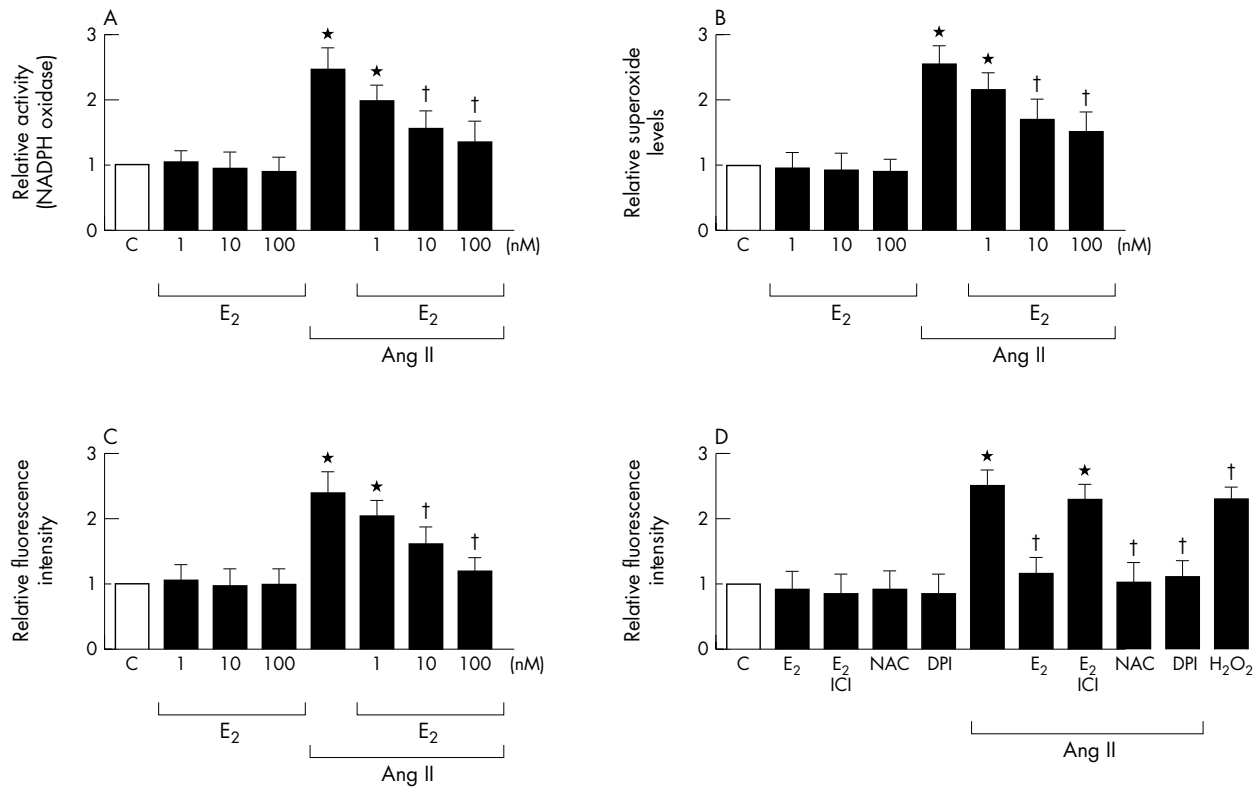 A
Relative activity
(NADPH oxidase)
3 ★
2 ★ † †
1
0
C 1 10 100 1 10 100 (nM)
E₂ E₂
Ang II
B
Relative superoxide
levels
3 ★
2 ★ † †
1
0
C 1 10 100 1 10 100 (nM)
E₂ E₂
Ang II
C
Relative fluorescence
intensity
3 ★
2 ★ † †
1
0
C 1 10 100 1 10 100 (nM)
E₂ E₂
Ang II
D
Relative fluorescence
intensity
3 ★ ★ †
2 † † †
1
0
C E₂ E₂ NAC DPI E₂ E₂ NAC DPI H₂O₂
ICI ICI
Ang II